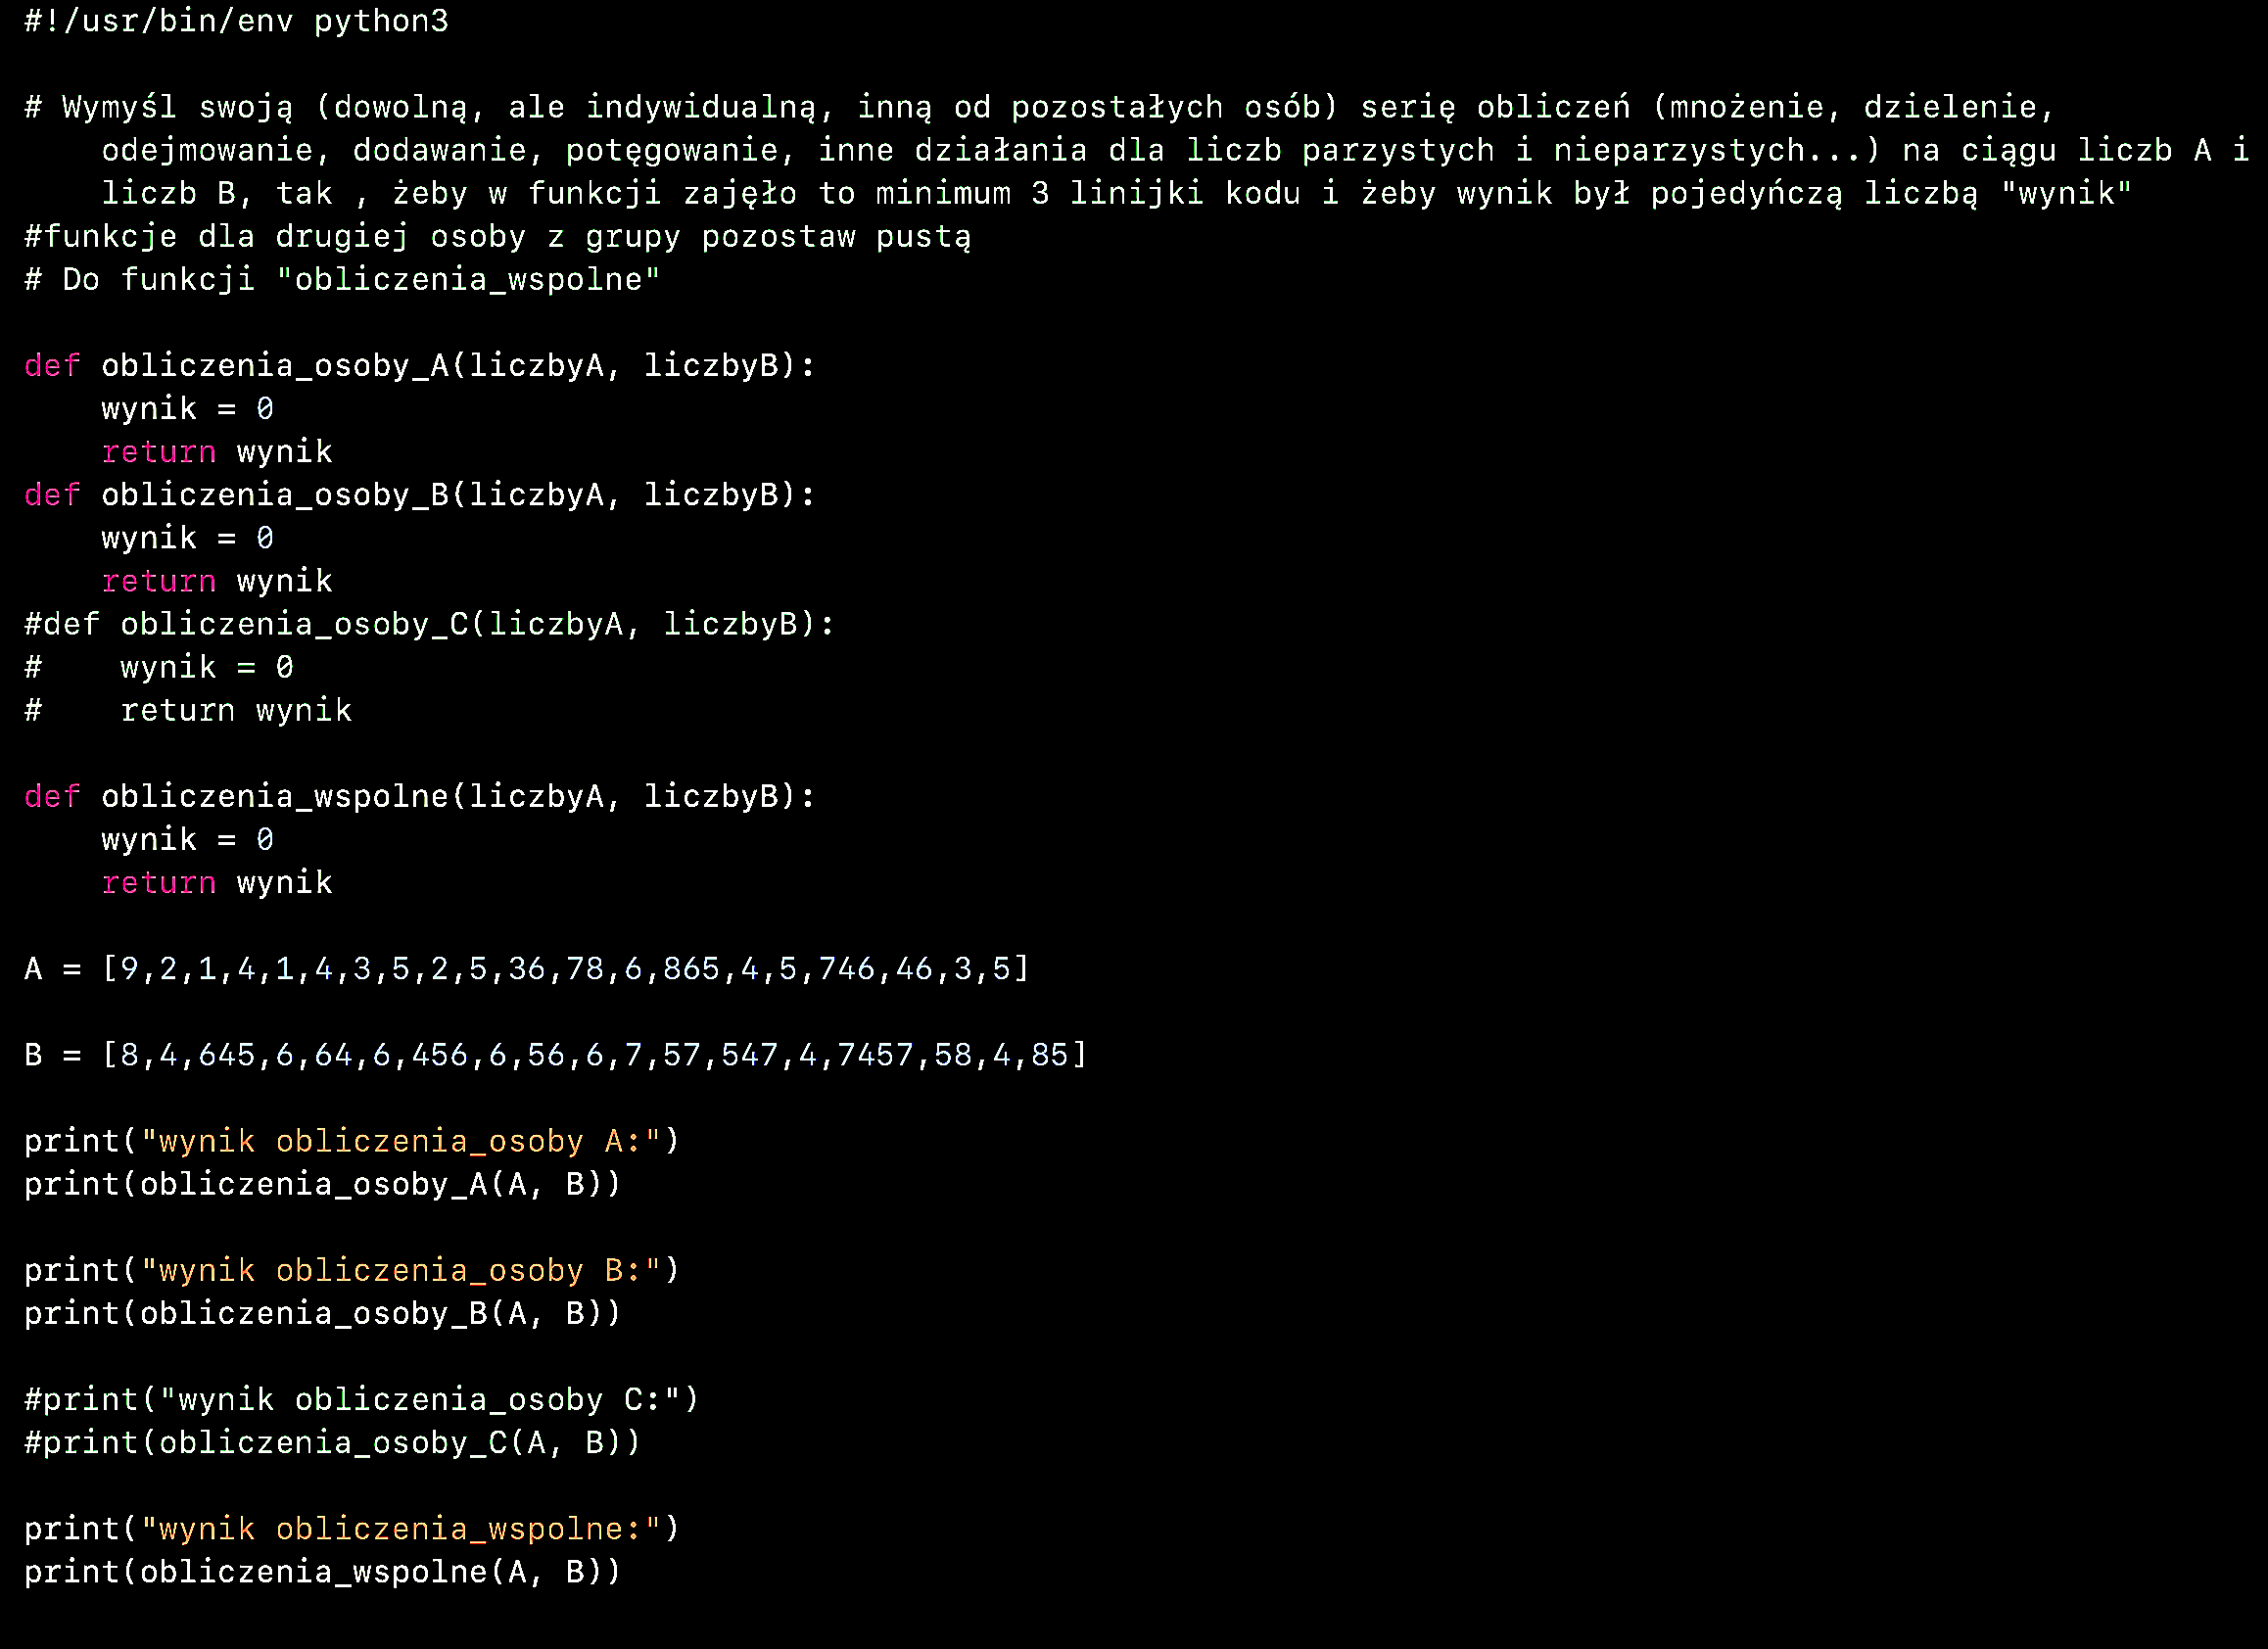 #!/usr/bin/env python3
# Wymyśl swoją (dowolną, ale indywidualną, inną od pozostałych osób) serię obliczeń (mnożenie, dzielenie,
odejmowanie, dodawanie, potęgowanie, inne działania dla liczb parzystych i nieparzystych...) na ciągu liczb A i
liczb B, tak , żeby w funkcji zajęło to minimum 3 linijki kodu i żeby wynik był pojedyńczą liczbą "wynik"
#funkcje dla drugiej osoby z grupy pozostaw pustą
# Do funkcji "obliczenia_wspolne"
def obliczenia_osoby_A(liczbyA, liczbyB):
    wynik = 0
    return wynik
def obliczenia_osoby_B(liczbyA, liczbyB):
    wynik = 0
    return wynik
#def obliczenia_osoby_C(liczbyA, liczbyB):
#    wynik = 0
#    return wynik
def obliczenia_wspolne(liczbyA, liczbyB):
    wynik = 0
    return wynik
A = [9,2,1,4,1,4,3,5,2,5,36,78,6,865,4,5,746,46,3,5]
B = [8,4,645,6,64,6,456,6,56,6,7,57,547,4,7457,58,4,85]
print("wynik obliczenia_osoby A:")
print(obliczenia_osoby_A(A, B))
print("wynik obliczenia_osoby B:")
print(obliczenia_osoby_B(A, B))
#print("wynik obliczenia_osoby C:")
#print(obliczenia_osoby_C(A, B))
print("wynik obliczenia_wspolne:")
print(obliczenia_wspolne(A, B))